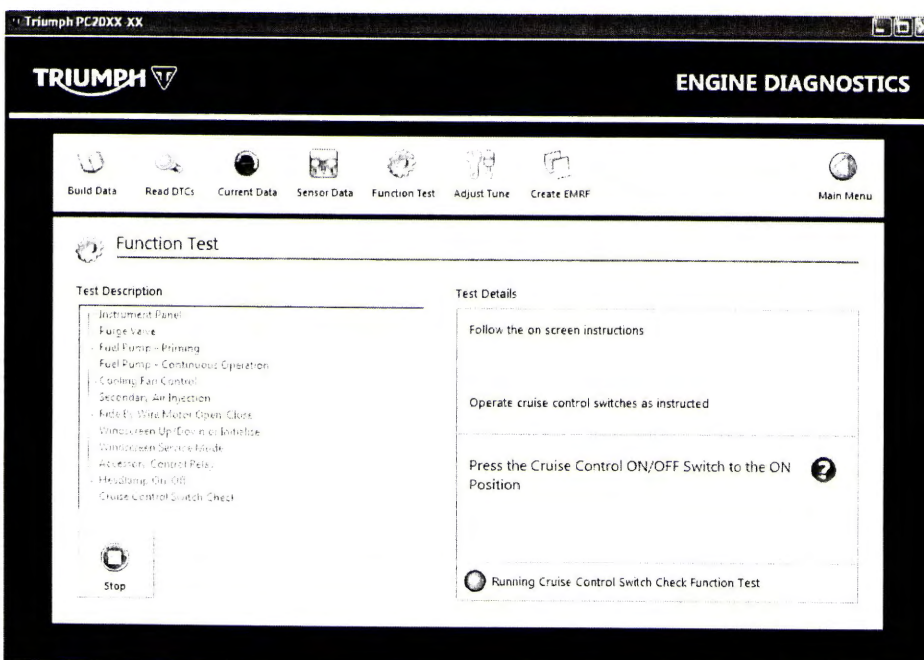 Triumph PC20XX-XX
TRIUMPH
ENGINE DIAGNOSTICS
Build Data
Read DTCs
Current Data
Sensor Data
Function Test
Adjust Tune
Create EMRF
Main Menu
Function Test
Test Description
Instrument Panel
Purge Valve
Fuel Pump - Priming
Fuel Pump - Continuous Operation
Cooling Fan Control
Secondary Air Injection
Ride By Wire Motor Open/Close
Windscreen Up/Down or Initialise
Windscreen Service Mode
Accessory Control Relay
Headlamp On/Off
Cruise Control Switch Check
Stop
Test Details
Follow the on screen instructions
Operate cruise control switches as instructed
Press the Cruise Control ON/OFF Switch to the ON
Position
?
Running Cruise Control Switch Check Function Test